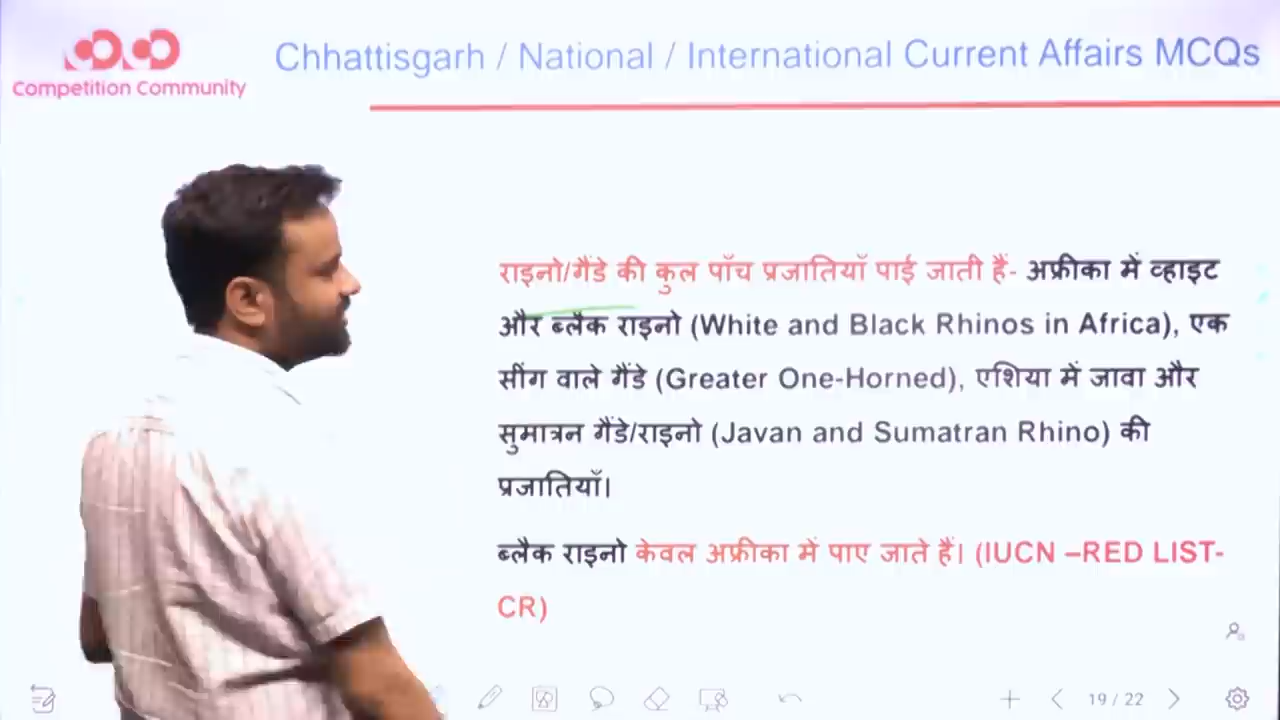 Chhattisgarh / National / International Current Affairs MCQs
Competition Community
राइनो/गैंडे की कुल पाँच प्रजातियाँ पाई जाती हैं- अफ्रीका में व्हाइट
और ब्लैक राइनो (White and Black Rhinos in Africa), एक
सींग वाले गैंडे (Greater One-Horned), एशिया में जावा और
सुमात्रन गैंडे/राइनो (Javan and Sumatran Rhino) की
प्रजातियाँ।
ब्लैक राइनो केवल अफ्रीका में पाए जाते हैं। (IUCN –RED LIST-
CR)
19 / 22